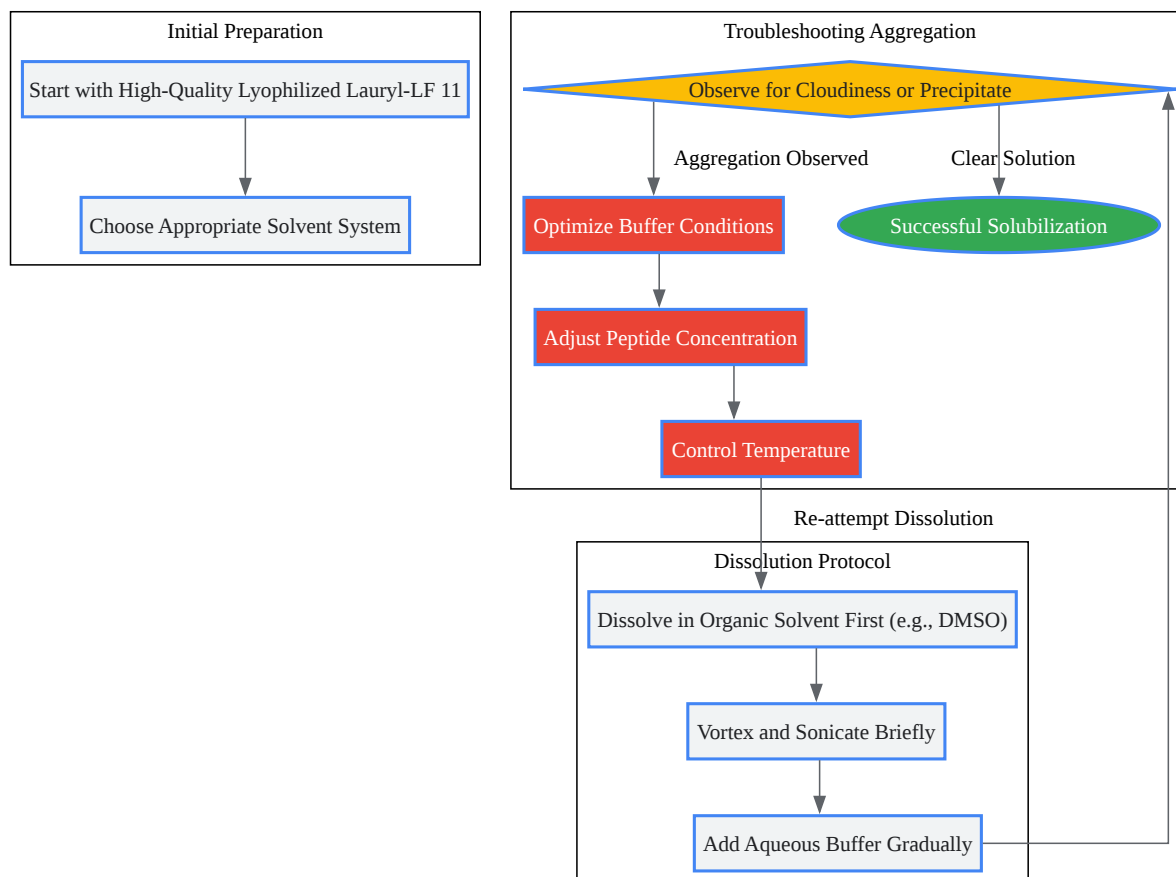 Initial Preparation
Start with High-Quality Lyophilized Lauryl-LF 11
Choose Appropriate Solvent System
Troubleshooting Aggregation
Observe for Cloudiness or Precipitate
Aggregation Observed
Clear Solution
Optimize Buffer Conditions
Successful Solubilization
Adjust Peptide Concentration
Control Temperature
Re-attempt Dissolution
Dissolution Protocol
Dissolve in Organic Solvent First (e.g., DMSO)
Vortex and Sonicate Briefly
Add Aqueous Buffer Gradually